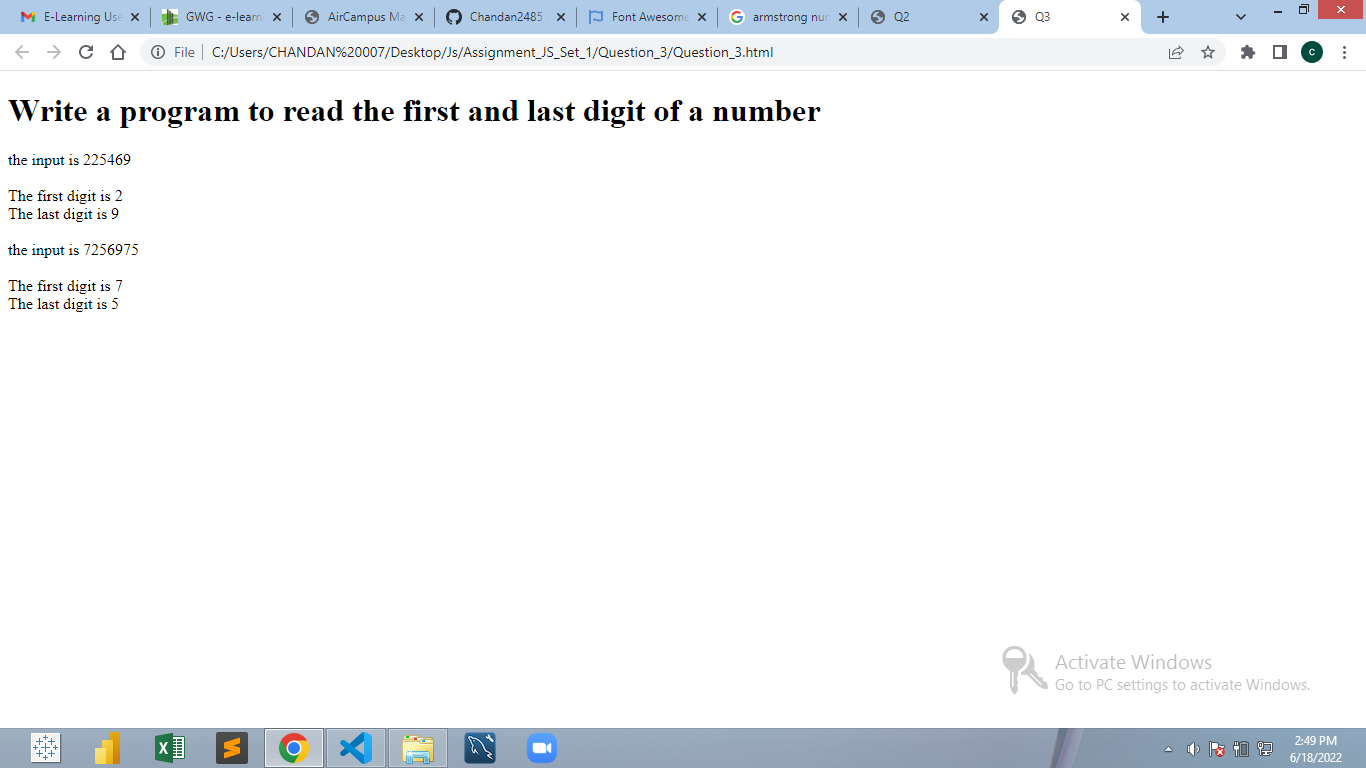 E-Learning Use
GWG - e-learn
AirCampus Ma
Chandan2485
Font Awesome
armstrong nur
Q2
Q3
File
C:/Users/CHANDAN%20007/Desktop/Js/Assignment_JS_Set_1/Question_3/Question_3.html
C
Write a program to read the first and last digit of a number
the input is 225469
The first digit is 2
The last digit is 9
the input is 7256975
The first digit is 7
The last digit is 5
Activate Windows
Go to PC settings to activate Windows.
2:49 PM
6/18/2022